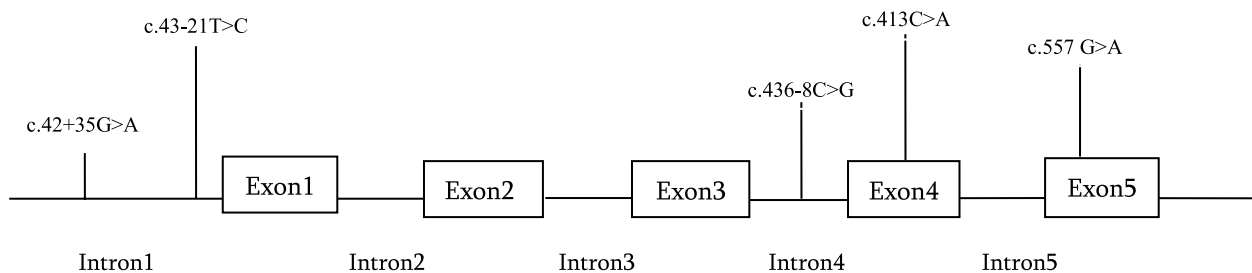 c.43-21T>C
c.413C>A
c.557 G>A
c.436-8C>G
c.42+35G>A
Exon1
Exon2
Exon3
Exon4
Exon5
Intron1
Intron2
Intron3
Intron4
Intron5